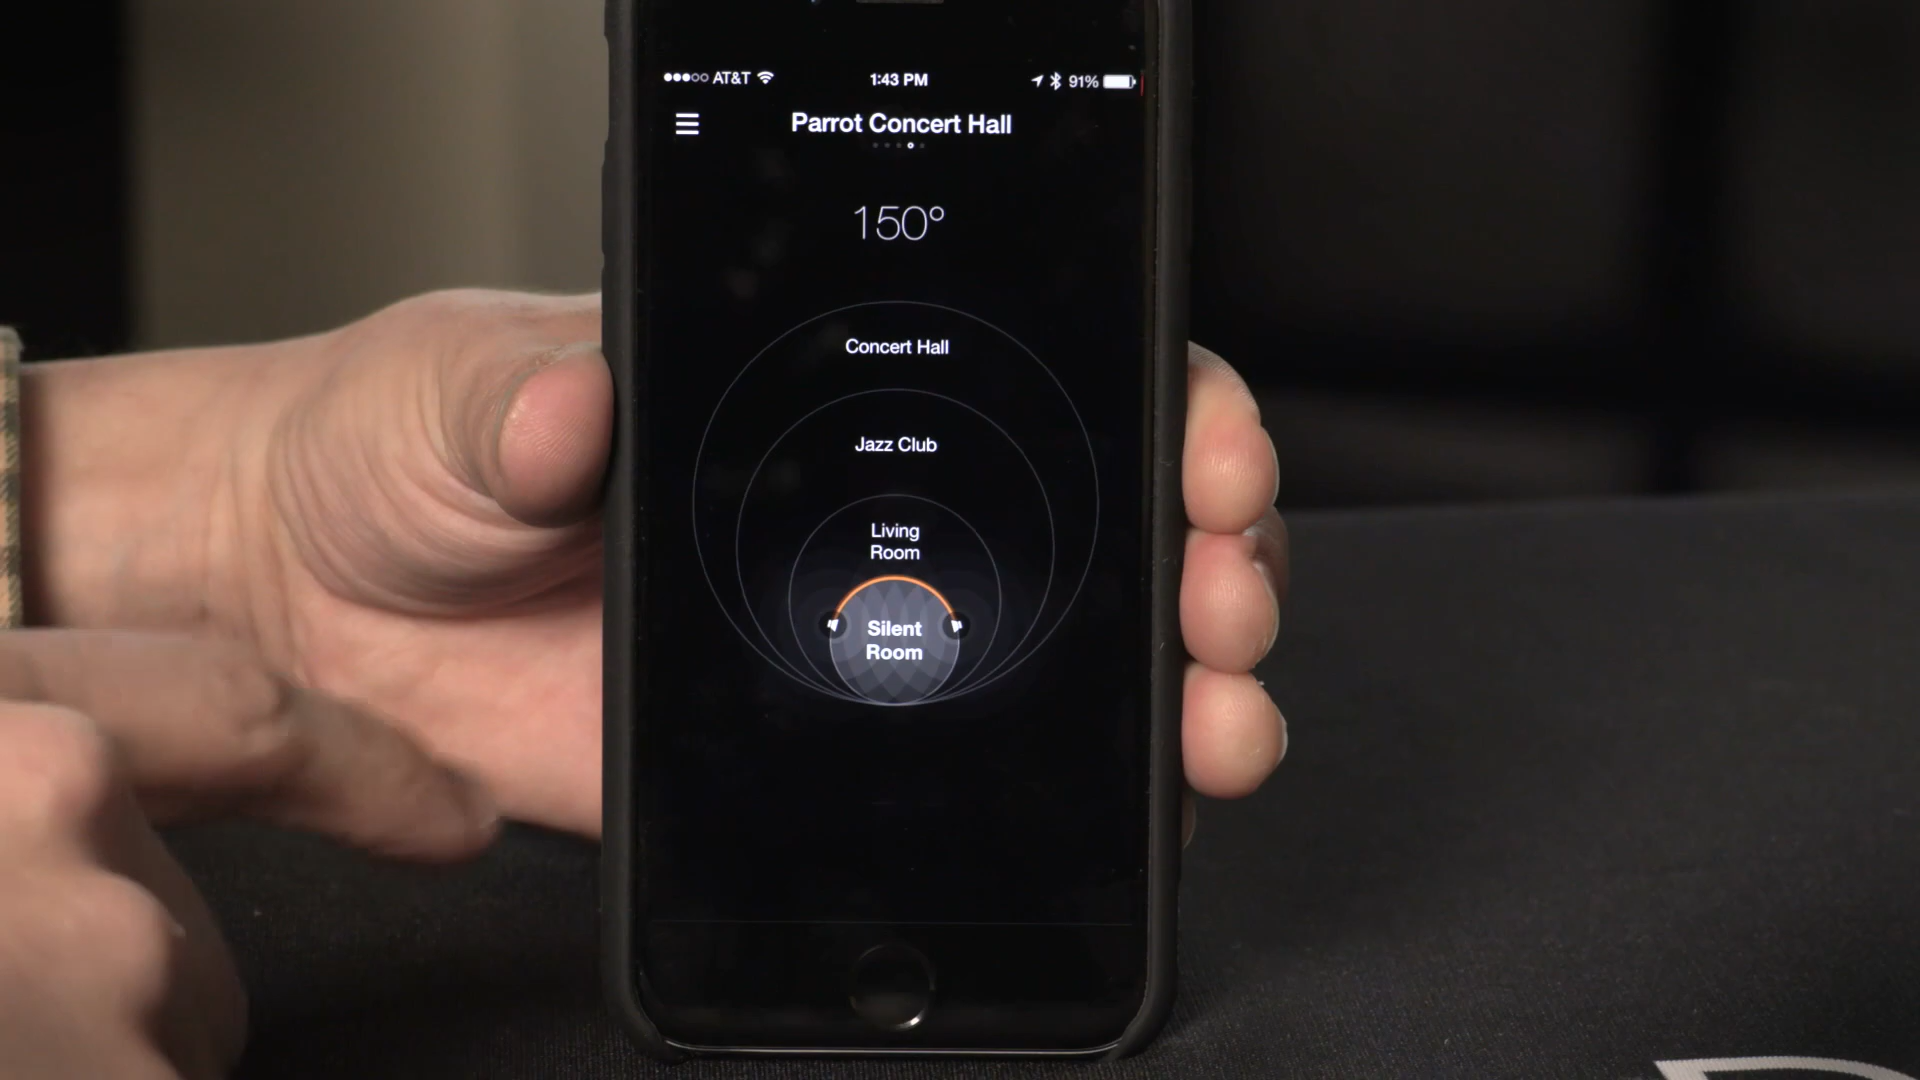 AT&T
1:43 PM
91%
Parrot Concert Hall
150°
Concert Hall
Jazz Club
Living
Room
Silent
Room